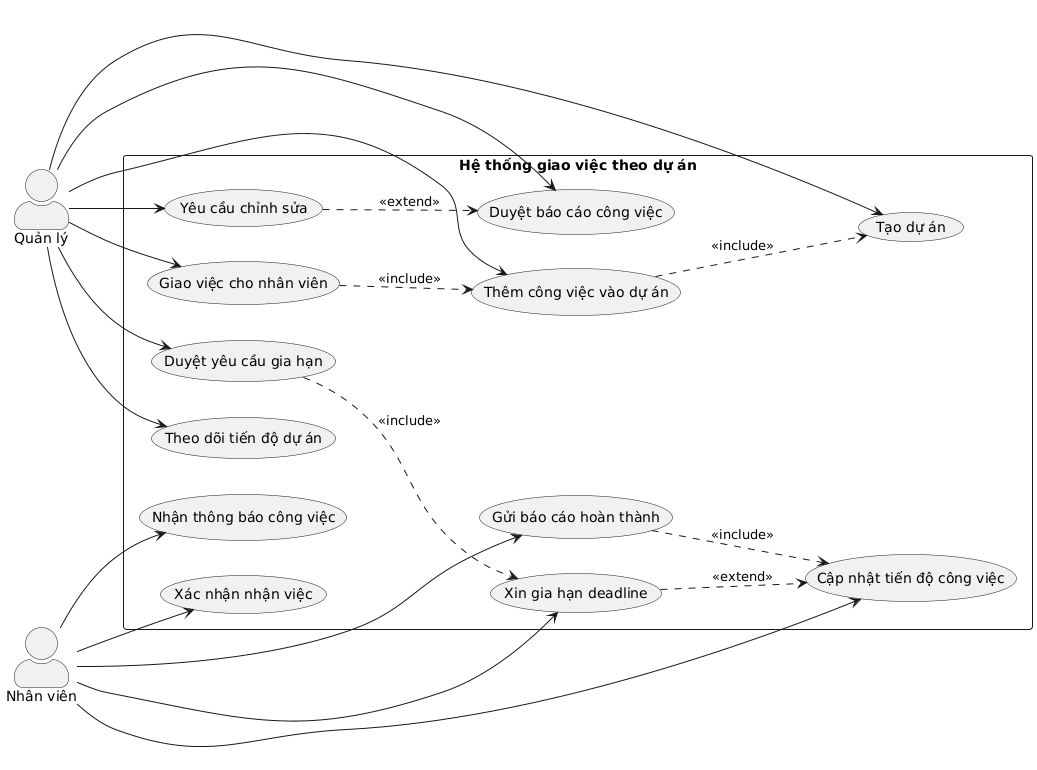 Hệ thống giao việc theo dự án
Quản lý
Yêu cầu chỉnh sửa
«extend»
Duyệt báo cáo công việc
Tạo dự án
«include»
Giao việc cho nhân viên
«include»
Thêm công việc vào dự án
Duyệt yêu cầu gia hạn
«include»
Theo dõi tiến độ dự án
Nhận thông báo công việc
Gửi báo cáo hoàn thành
«include»
Xác nhận nhận việc
Xin gia hạn deadline
«extend»
Cập nhật tiến độ công việc
Nhân viên